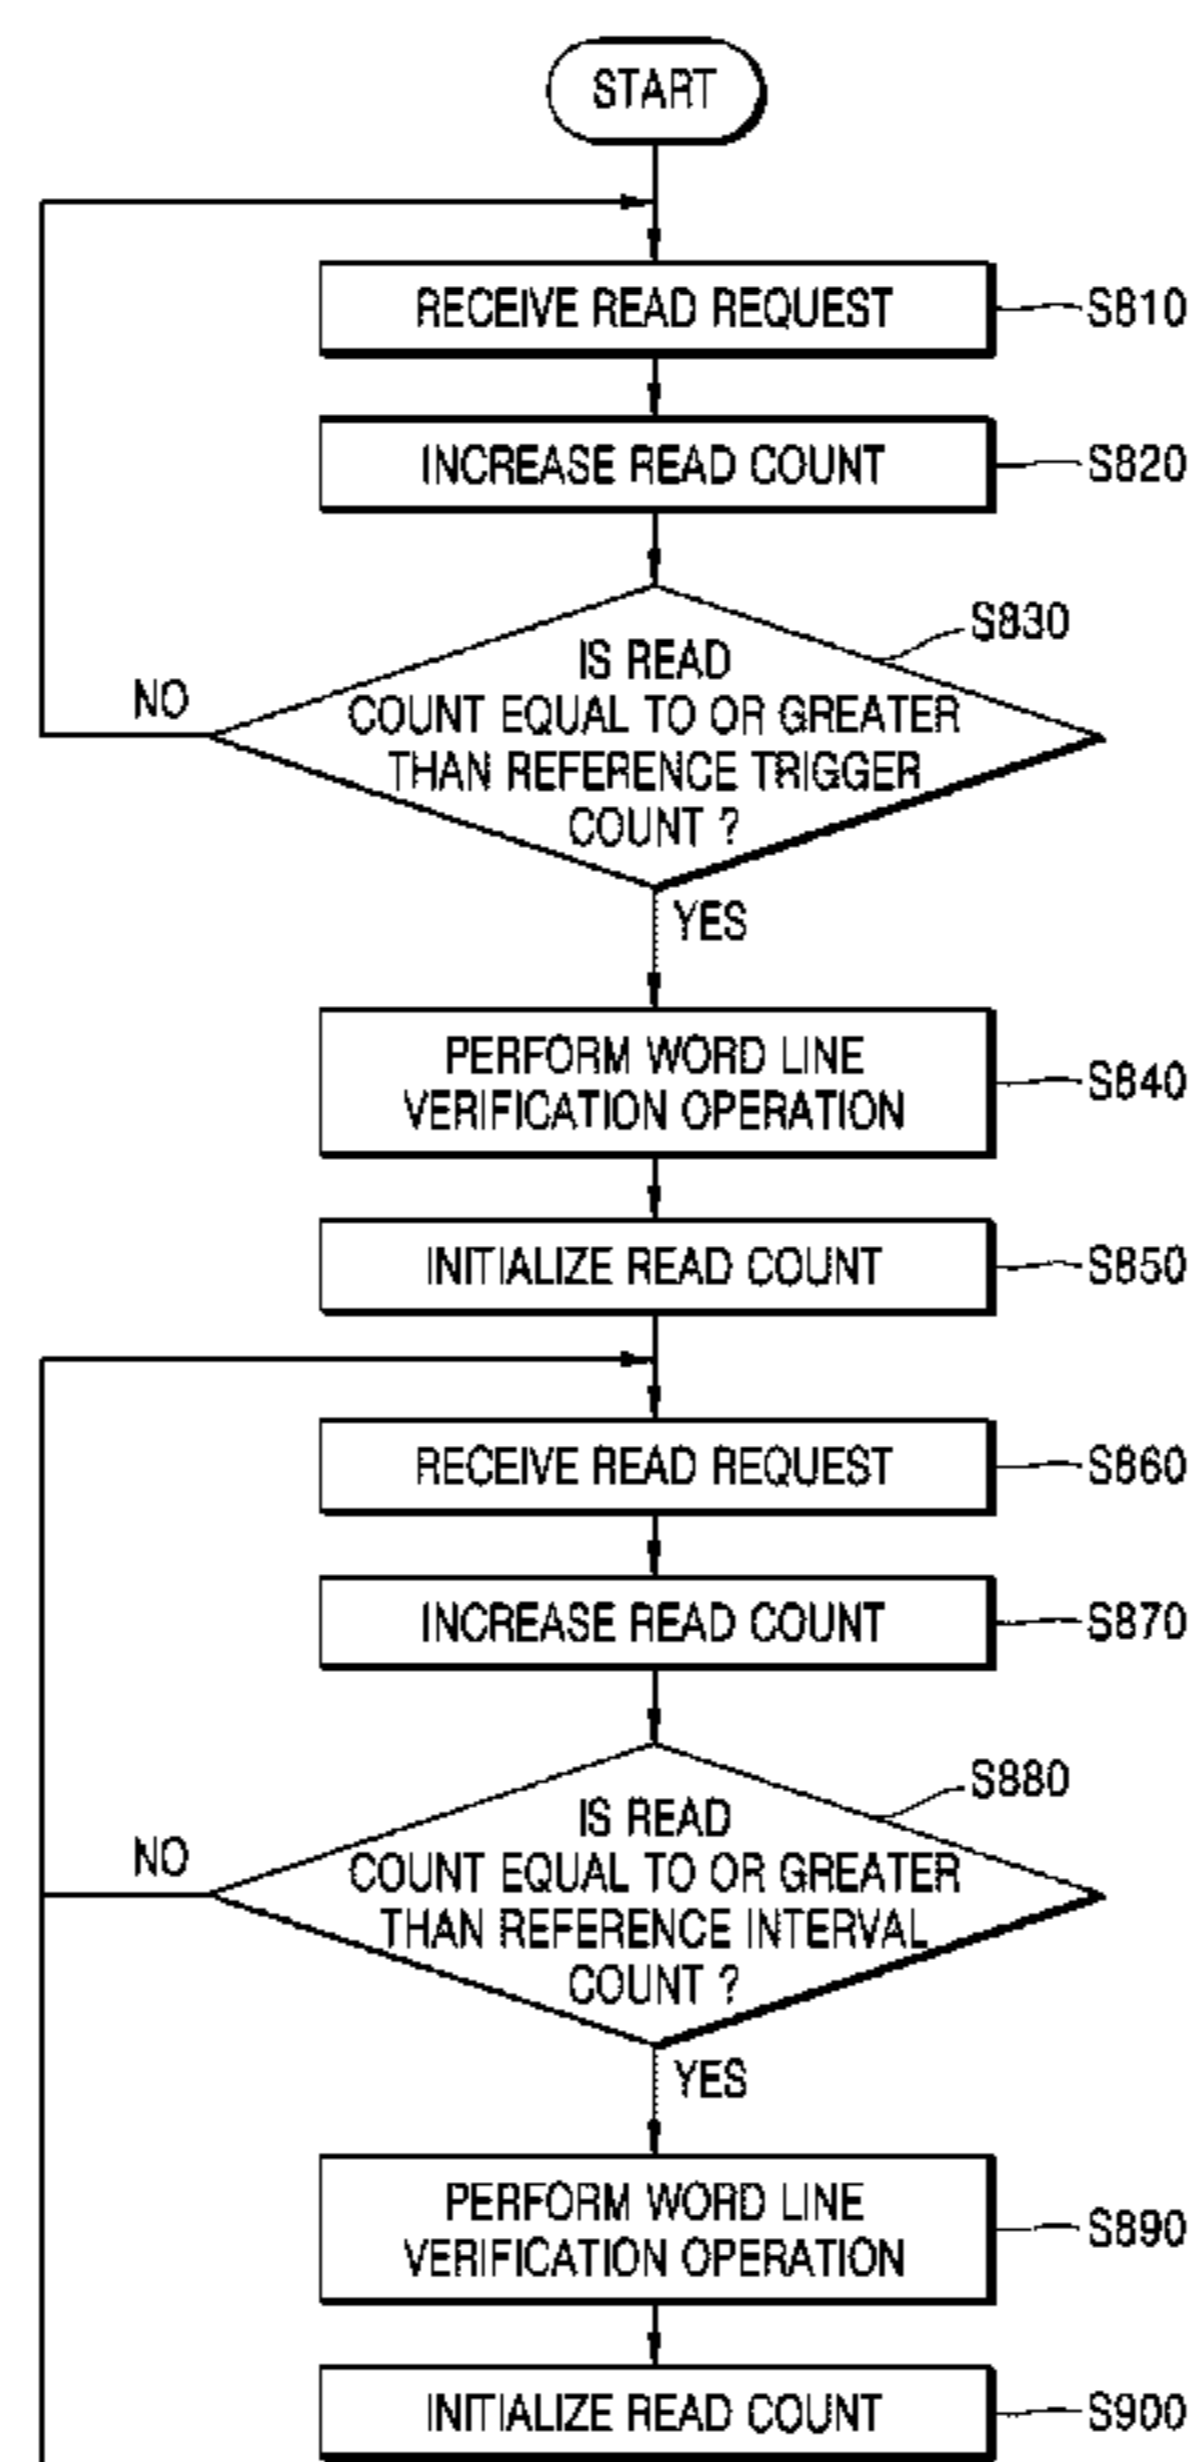 START
RECEIVE READ REQUEST
S810
INCREASE READ COUNT
S820
S830
IS READ
COUNT EQUAL TO OR GREATER
THAN REFERENCE TRIGGER
COUNT ?
NO
YES
PERFORM WORD LINE
VERIFICATION OPERATION
S840
INITIALIZE READ COUNT
S850
RECEIVE READ REQUEST
S860
INCREASE READ COUNT
S870
S880
IS READ
COUNT EQUAL TO OR GREATER
THAN REFERENCE INTERVAL
COUNT ?
NO
YES
PERFORM WORD LINE
VERIFICATION OPERATION
S890
INITIALIZE READ COUNT
S900